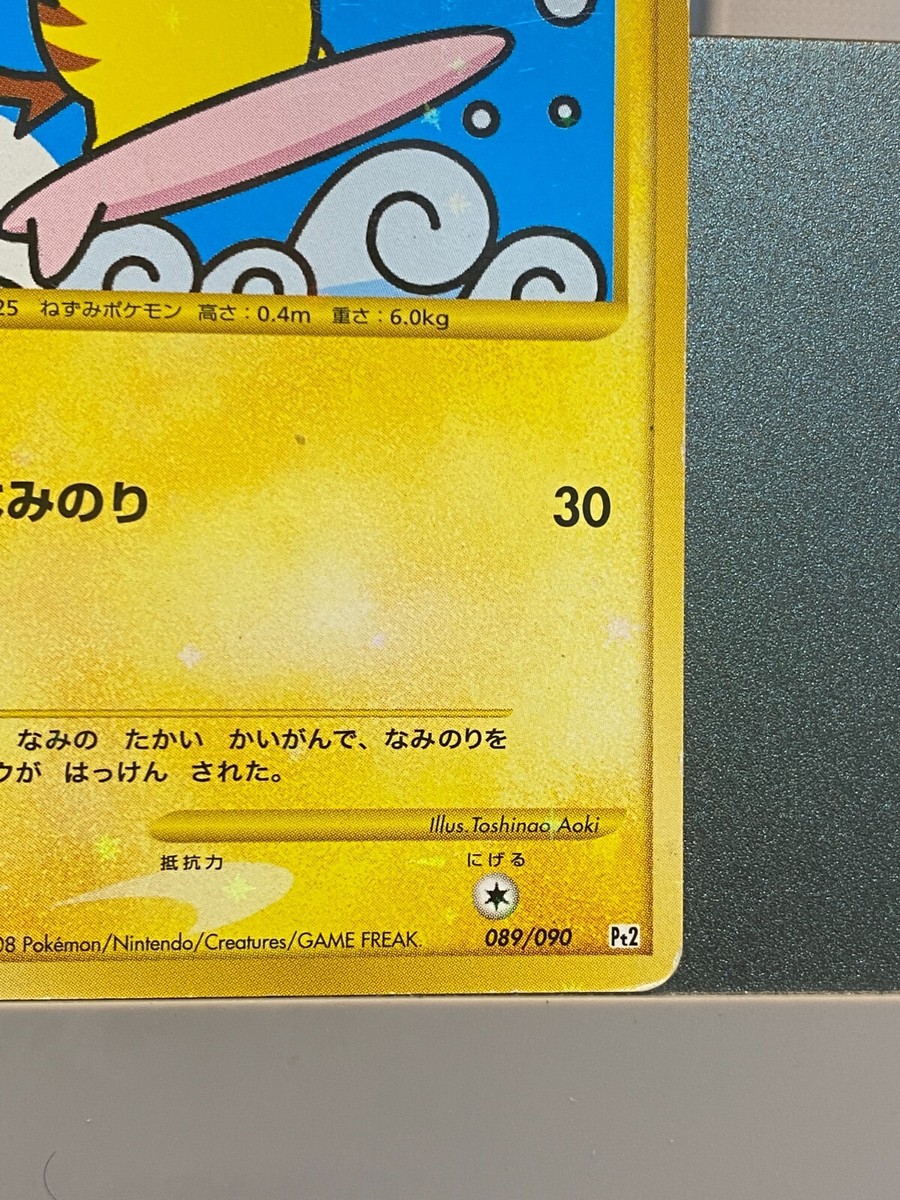 25 ねずみポケモン 高さ:0.4m 重さ:6.0kg
みのり 30
なみの たかい かいがんで、なみのりを
ウが はっけん された。
Illus. Toshinao Aoki
抵抗力 にげる
08 Pokémon/Nintendo/Creatures/GAME FREAK. 089/090 Pt2